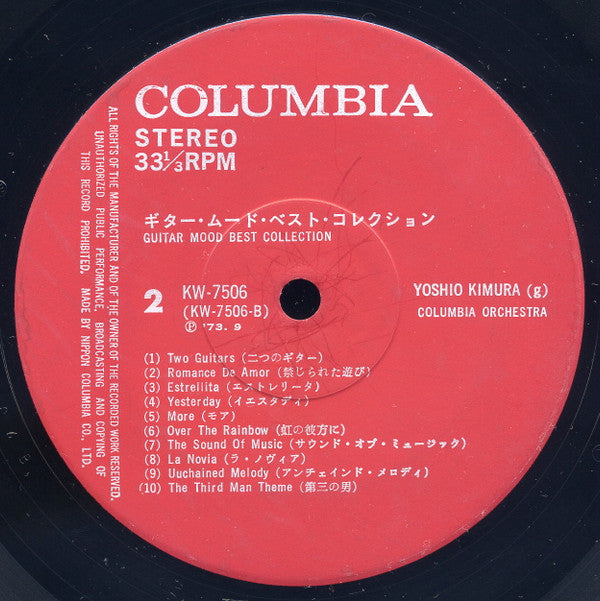 COLUMBIA
STEREO
33 1/3 RPM
ギター・ムード・ベスト・コレクション
GUITAR MOOD BEST COLLECTION
2
KW-7506
(KW-7506-B)
Ⓟ '73. 9
YOSHIO KIMURA (g)
COLUMBIA ORCHESTRA
(1) Two Guitars (二つのギター)
(2) Romance De Amor (禁じられた遊び)
(3) Estrellita (エストレリータ)
(4) Yesterday (イエスタデイ)
(5) More (モア)
(6) Over The Rainbow (虹の彼方に)
(7) The Sound Of Music (サウンド・オブ・ミュージック)
(8) La Novia (ラ・ノヴィア)
(9) Uuchained Melody (アンチェインド・メロディ)
(10) The Third Man Theme (第三の男)
ALL RIGHTS OF THE MANUFACTURER AND OF THE OWNER OF THE RECORDED WORK RESERVED.
UNAUTHORIZED PUBLIC PERFORMANCE, BROADCASTING AND COPYING OF
THIS RECORD PROHIBITED. MADE BY NIPPON COLUMBIA CO., LTD.